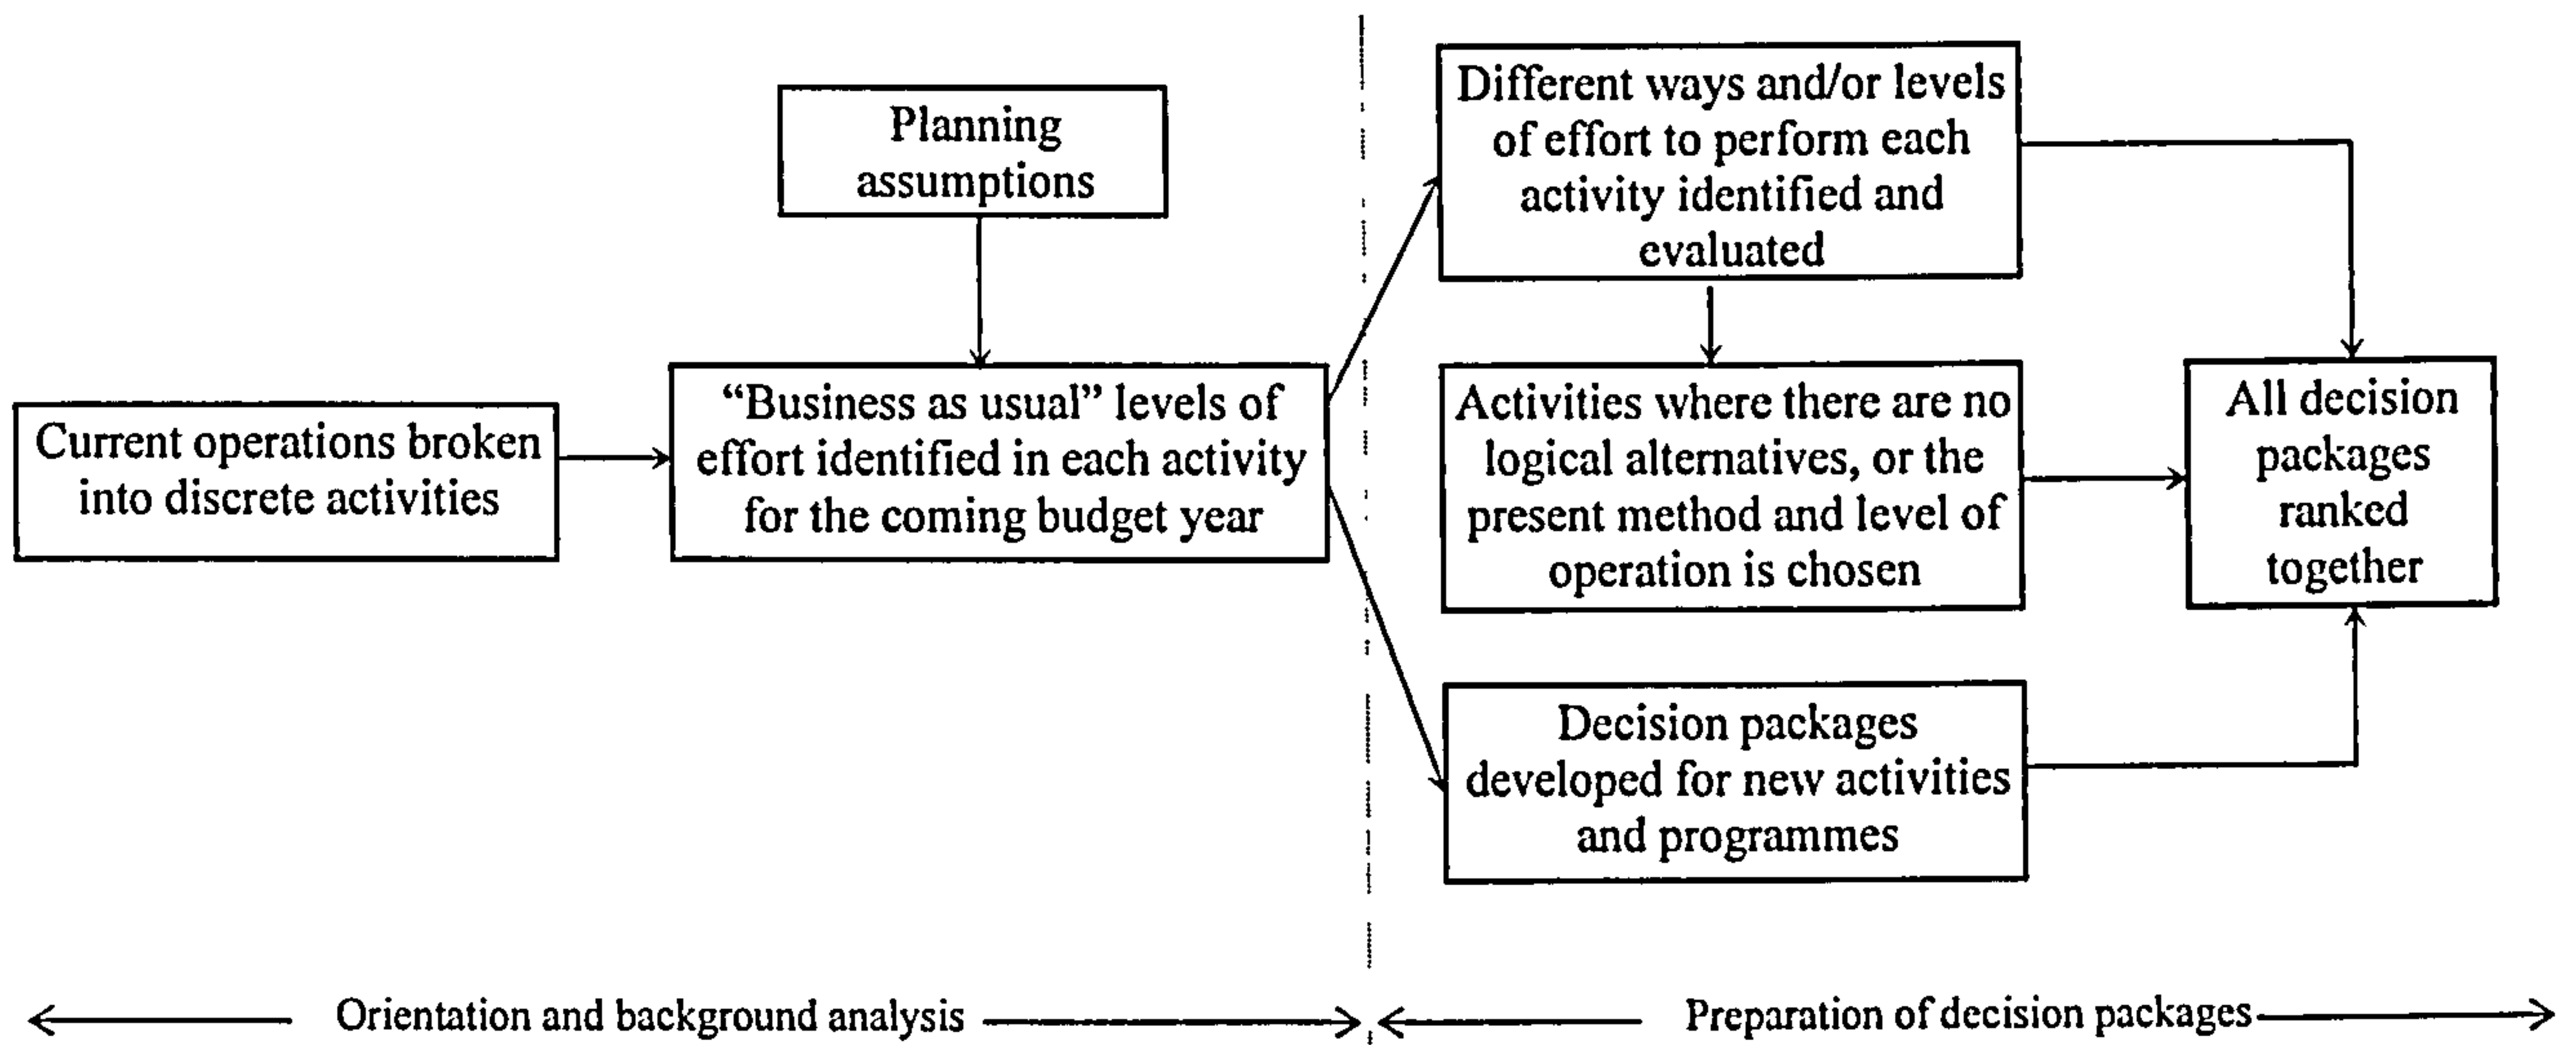 Planning
assumptions
Current operations broken
into discrete activities
“Business as usual” levels of
effort identified in each activity
for the coming budget year
Different ways and/or levels
of effort to perform each
activity identified and
evaluated
Activities where there are no
logical alternatives, or the
present method and level of
operation is chosen
Decision packages
developed for new activities
and programmes
All decision
packages
ranked
together
Orientation and background analysis
Preparation of decision packages